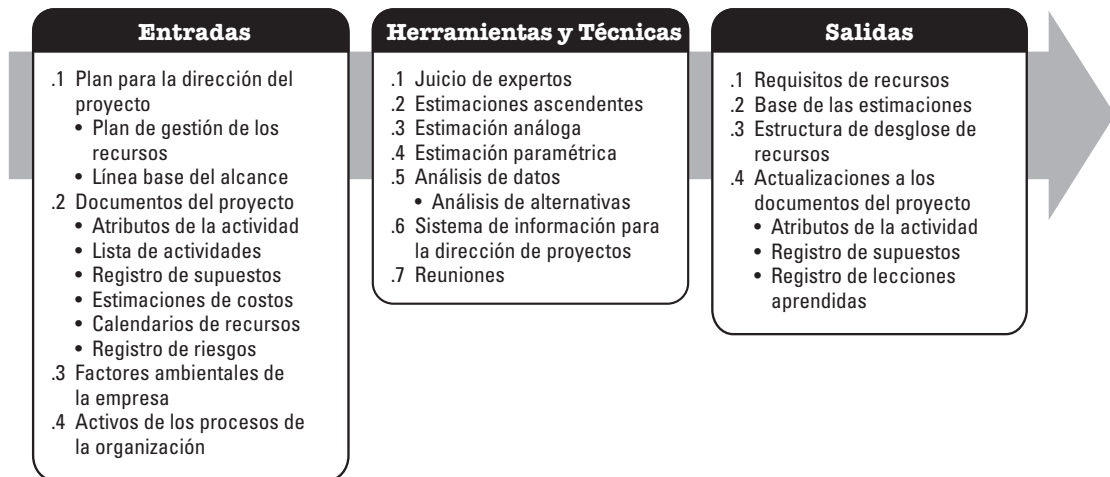 Entradas
.1 Plan para la dirección del
proyecto
• Plan de gestión de los
recursos
• Línea base del alcance
.2 Documentos del proyecto
• Atributos de la actividad
• Lista de actividades
• Registro de supuestos
• Estimaciones de costos
• Calendarios de recursos
• Registro de riesgos
.3 Factores ambientales de
la empresa
.4 Activos de los procesos de
la organización
Herramientas y Técnicas
.1 Juicio de expertos
.2 Estimaciones ascendentes
.3 Estimación análoga
.4 Estimación paramétrica
.5 Análisis de datos
• Análisis de alternativas
.6 Sistema de información para
la dirección de proyectos
.7 Reuniones
Salidas
.1 Requisitos de recursos
.2 Base de las estimaciones
.3 Estructura de desglose de
recursos
.4 Actualizaciones a los
documentos del proyecto
• Atributos de la actividad
• Registro de supuestos
• Registro de lecciones
aprendidas